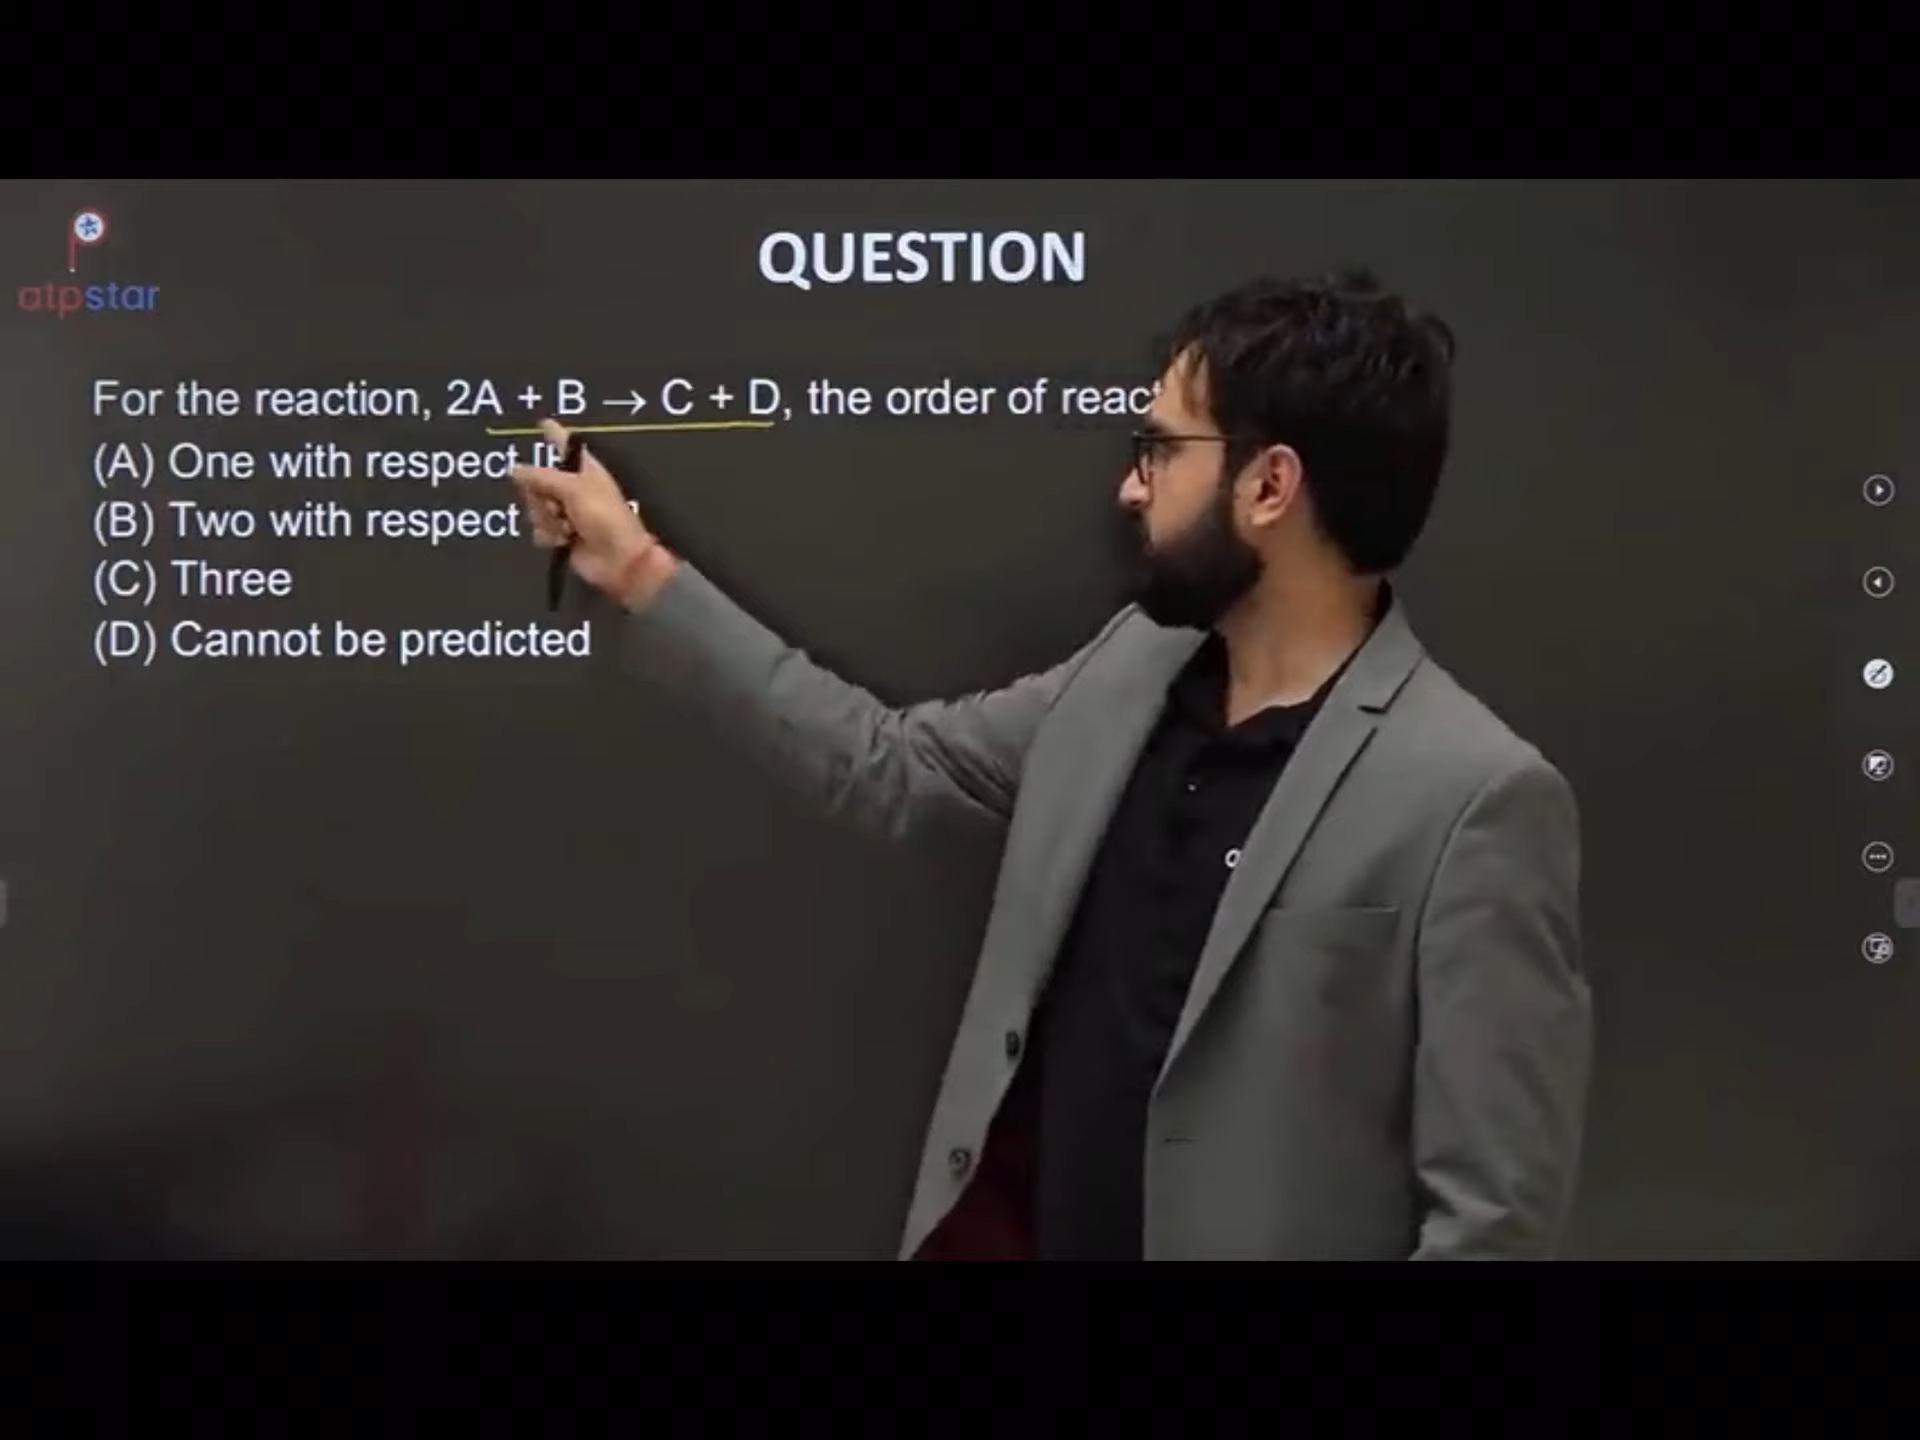 atpstar
QUESTION
For the reaction, 2A + B → C + D, the order of
(A) One with respect
(B) Two with respect
(C) Three
(D) Cannot be predicted